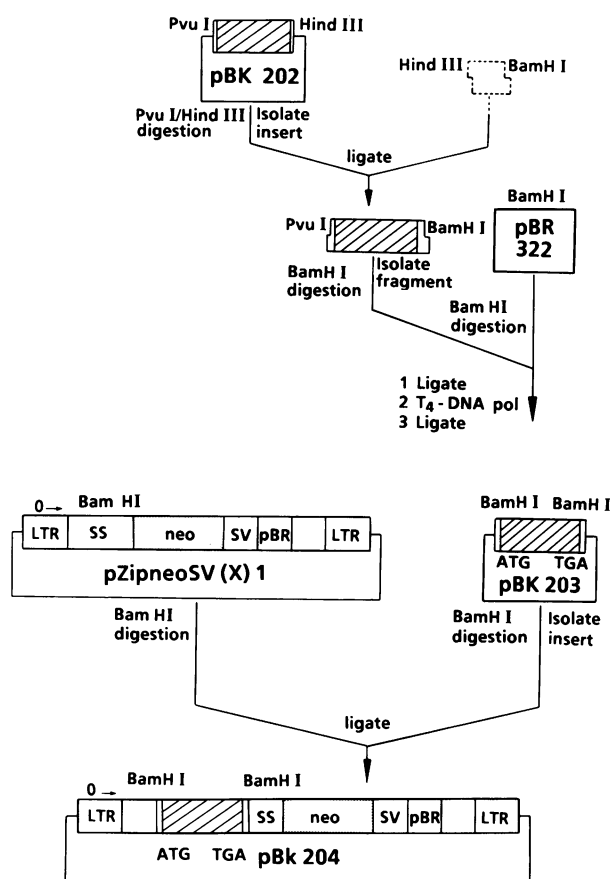 Pvu I Hind III
pBK 202
Hind III BamH I
Pvu I/Hind III Isolate
digestion insert
ligate
BamH I
Pvu I BamH I
pBR
322
BamH I Isolate
digestion fragment
Bam HI
digestion
1 Ligate
2 T4 - DNA pol
3 Ligate
0→ Bam HI
LTR SS neo SV pBR LTR
pZipneoSV (X) 1
BamH I BamH I
ATG TGA
pBK 203
Bam HI
digestion
BamH I Isolate
digestion insert
ligate
0→ BamH I BamH I
LTR SS neo SV pBR LTR
ATG TGA pBk 204